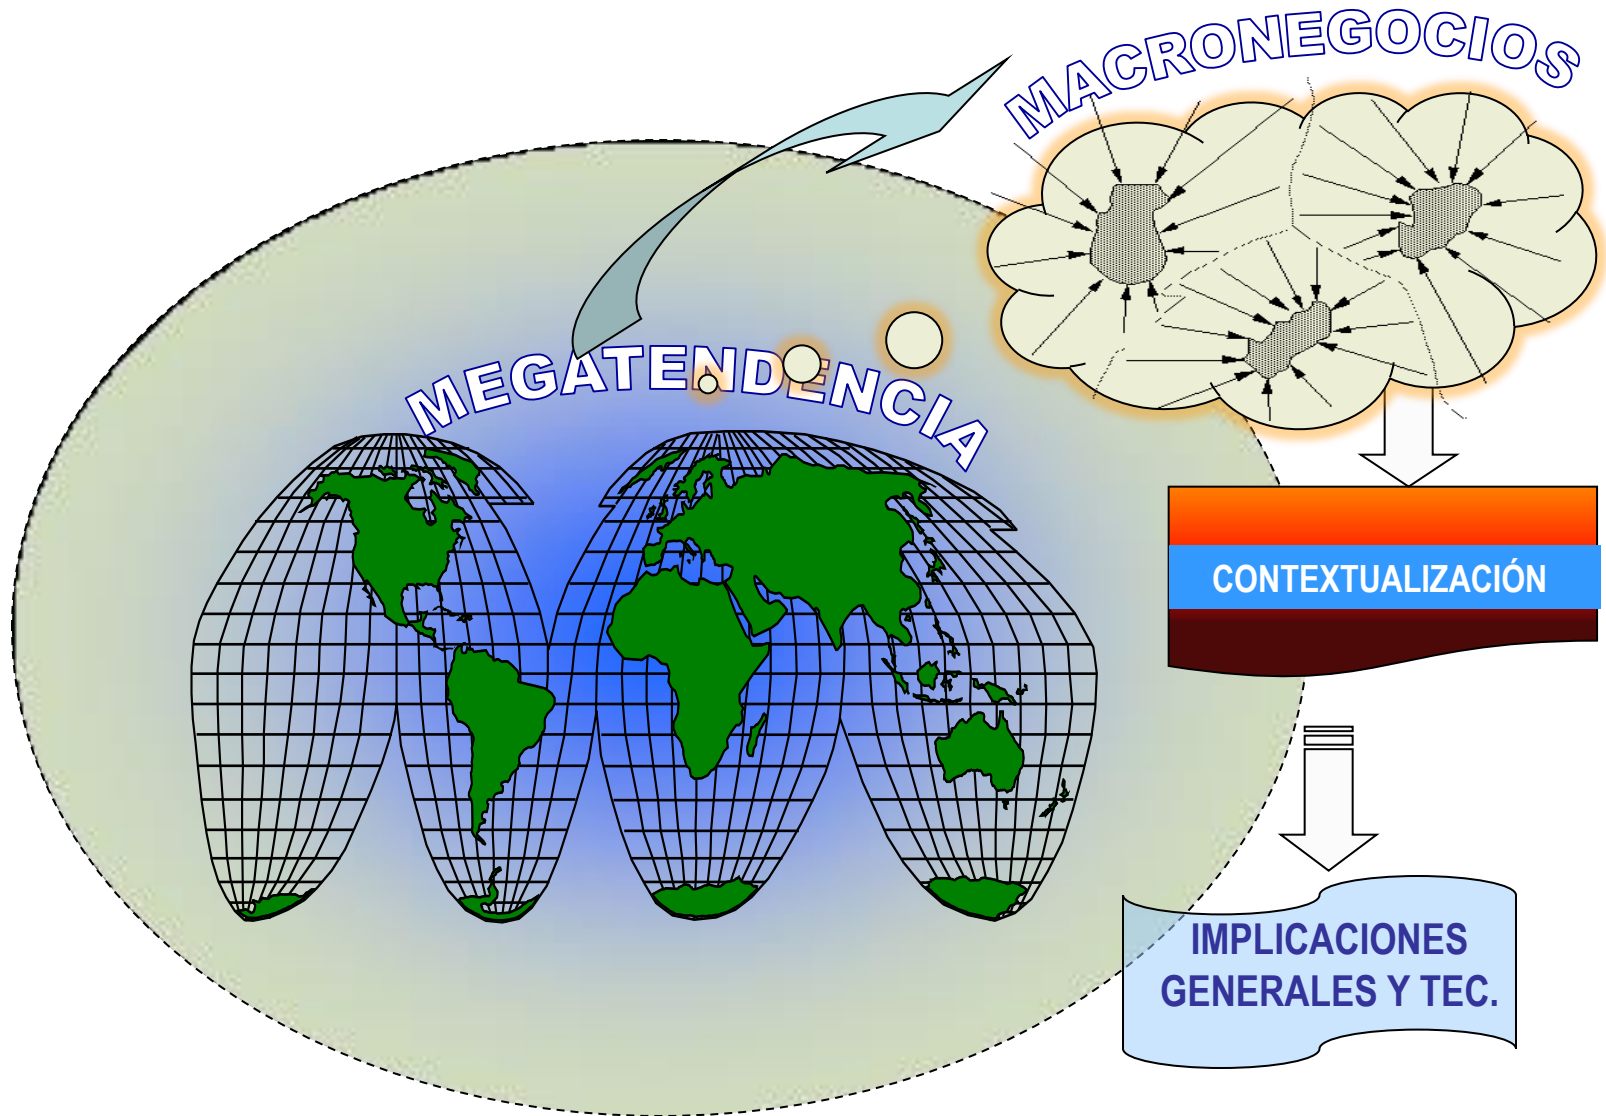 MACRONEGOCIOS
MEGATENDENCIA
CONTEXTUALIZACIÓN
IMPLICACIONES
GENERALES Y TEC.